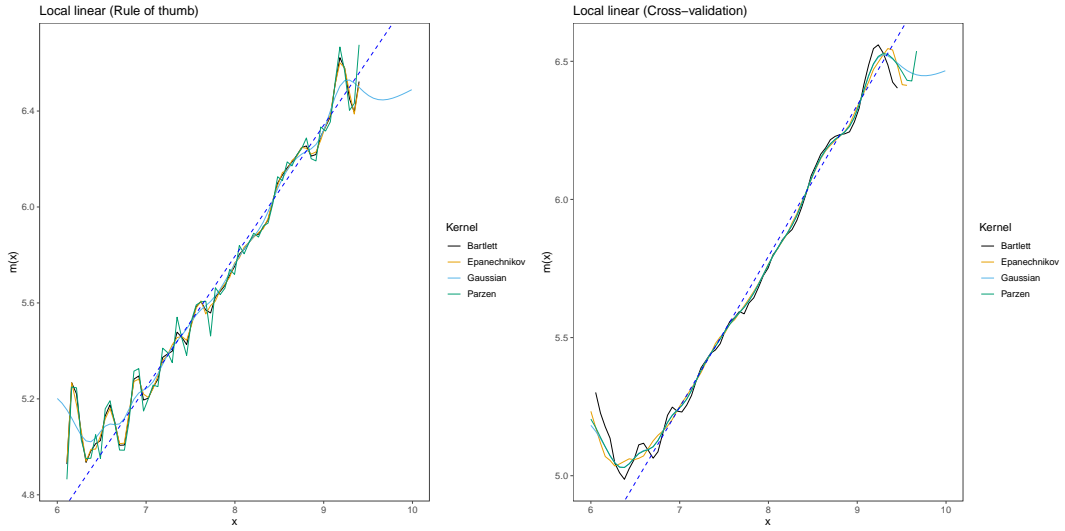 Local linear (Rule of thumb)
m(x)
6.4
6.0
5.6
5.2
4.8
6 7 8 9 10
x
Kernel
Bartlett
Epanechnikov
Gaussian
Parzen
Local linear (Cross−validation)
m(x)
6.5
6.0
5.5
5.0
6 7 8 9 10
x
Kernel
Bartlett
Epanechnikov
Gaussian
Parzen